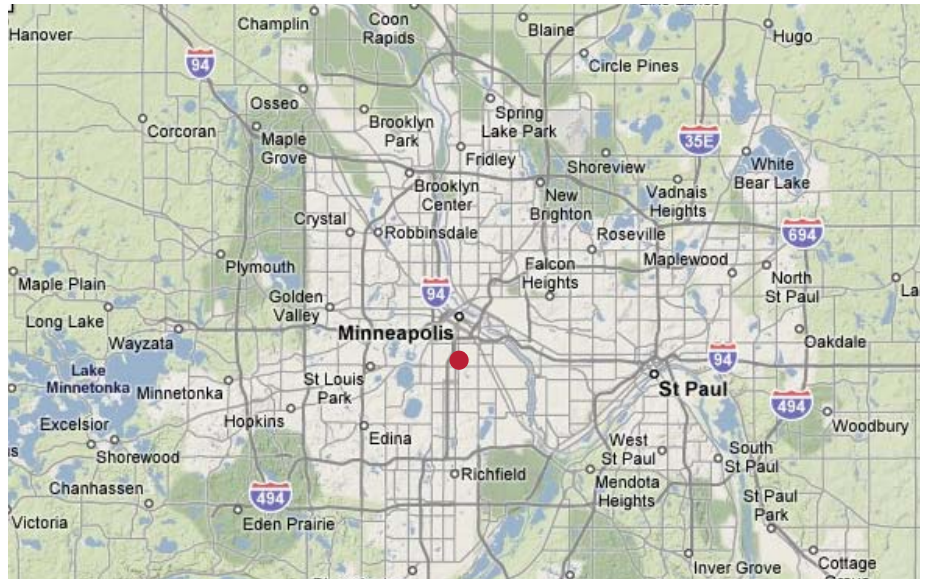 Hanover
Champlin
Coon
Rapids
Blaine
Hugo
94
Circle Pines
Osseo
Corcoran
Maple
Grove
Brooklyn
Park
Spring
Lake Park
35E
Fridley
Shoreview
White
Bear Lake
Brooklyn
Center
New
Brighton
Vadnais
Heights
Crystal
Robbinsdale
Roseville
694
Plymouth
Falcon
Heights
Maplewood
Maple Plain
94
North
St Paul
Golden
Valley
Long Lake
Minneapolis
Wayzata
Oakdale
Lake
Minnetonka
94
Minnetonka
St Louis
Park
St Paul
494
Hopkins
Excelsior
Woodbury
Edina
Shorewood
West
St Paul
South
St Paul
Richfield
Chanhassen
494
Mendota
Heights
St Paul
Park
Victoria
Eden Prairie
Inver Grove
Cottage